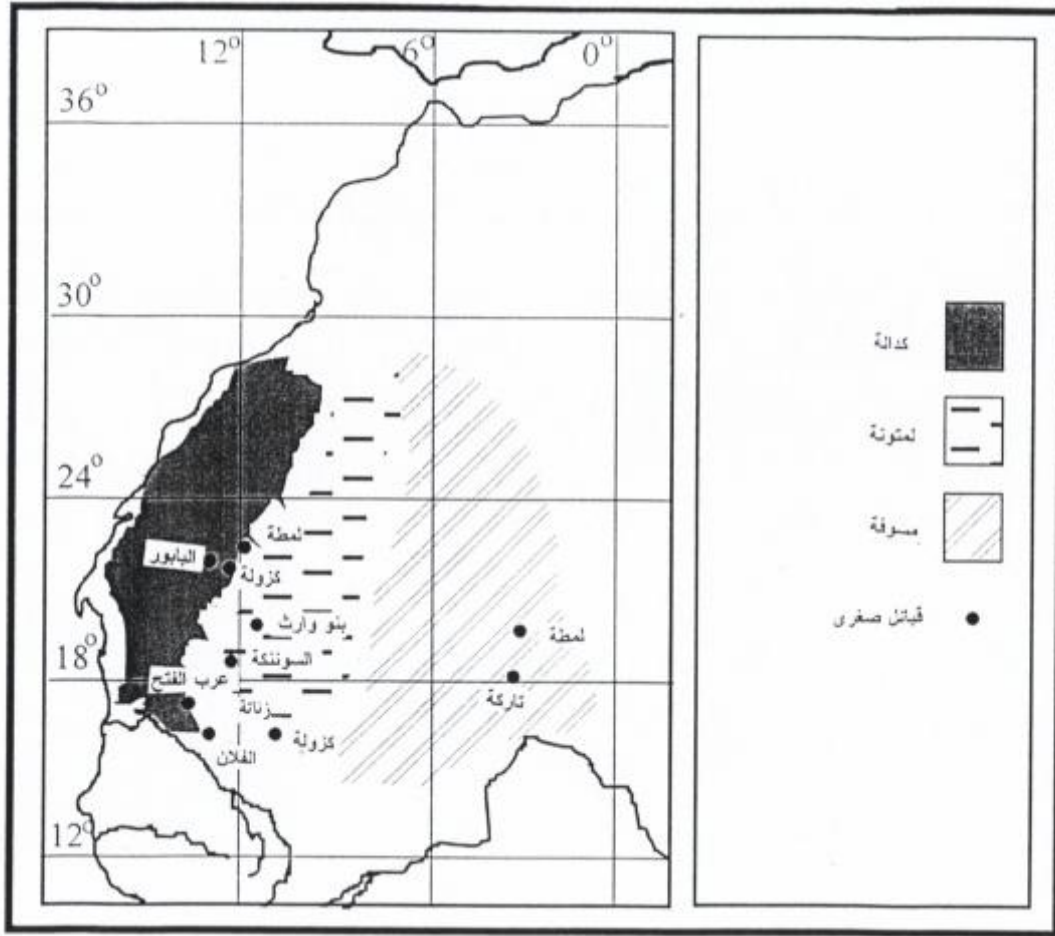 12° 6° 0°
36°
30°
24°
18°
12°
لمطة
البابور
كزولة
بنو وارث
السوننكة
عرب الفتح
زناتة
كزولة
الفلان
لمطة
تاركة
كدالة
لمتونة
مسوفة
قبائل صغرى